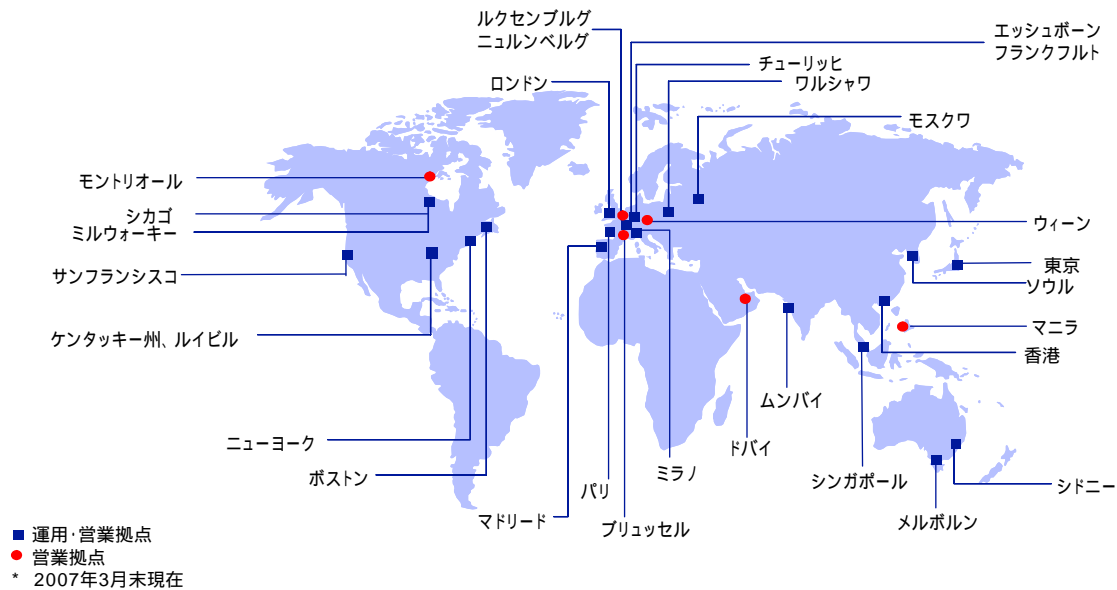 ルクセンブルグ
ニュルンベルグ
エッシュボーン
フランクフルト
チューリッヒ
ワルシャワ
ロンドン
モスクワ
モントリオール
シカゴ
ミルウォーキー
ウィーン
サンフランシスコ
東京
ソウル
ケンタッキー州、ルイビル
マニラ
香港
ムンバイ
ニューヨーク
ドバイ
ボストン
ミラノ
シンガポール
パリ
シドニー
マドリード
ブリュッセル
メルボルン
運用・営業拠点
営業拠点
* 2007年3月末現在